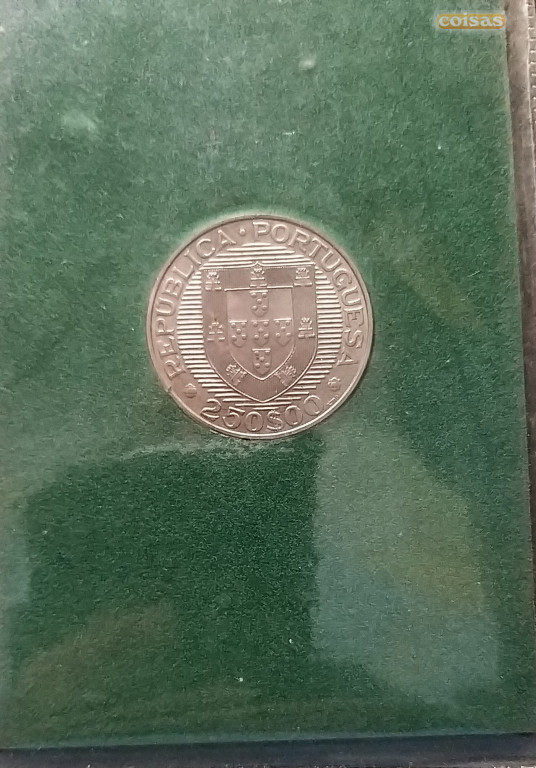 coisas
REPUBLICA · PORTUGUESA
250$00